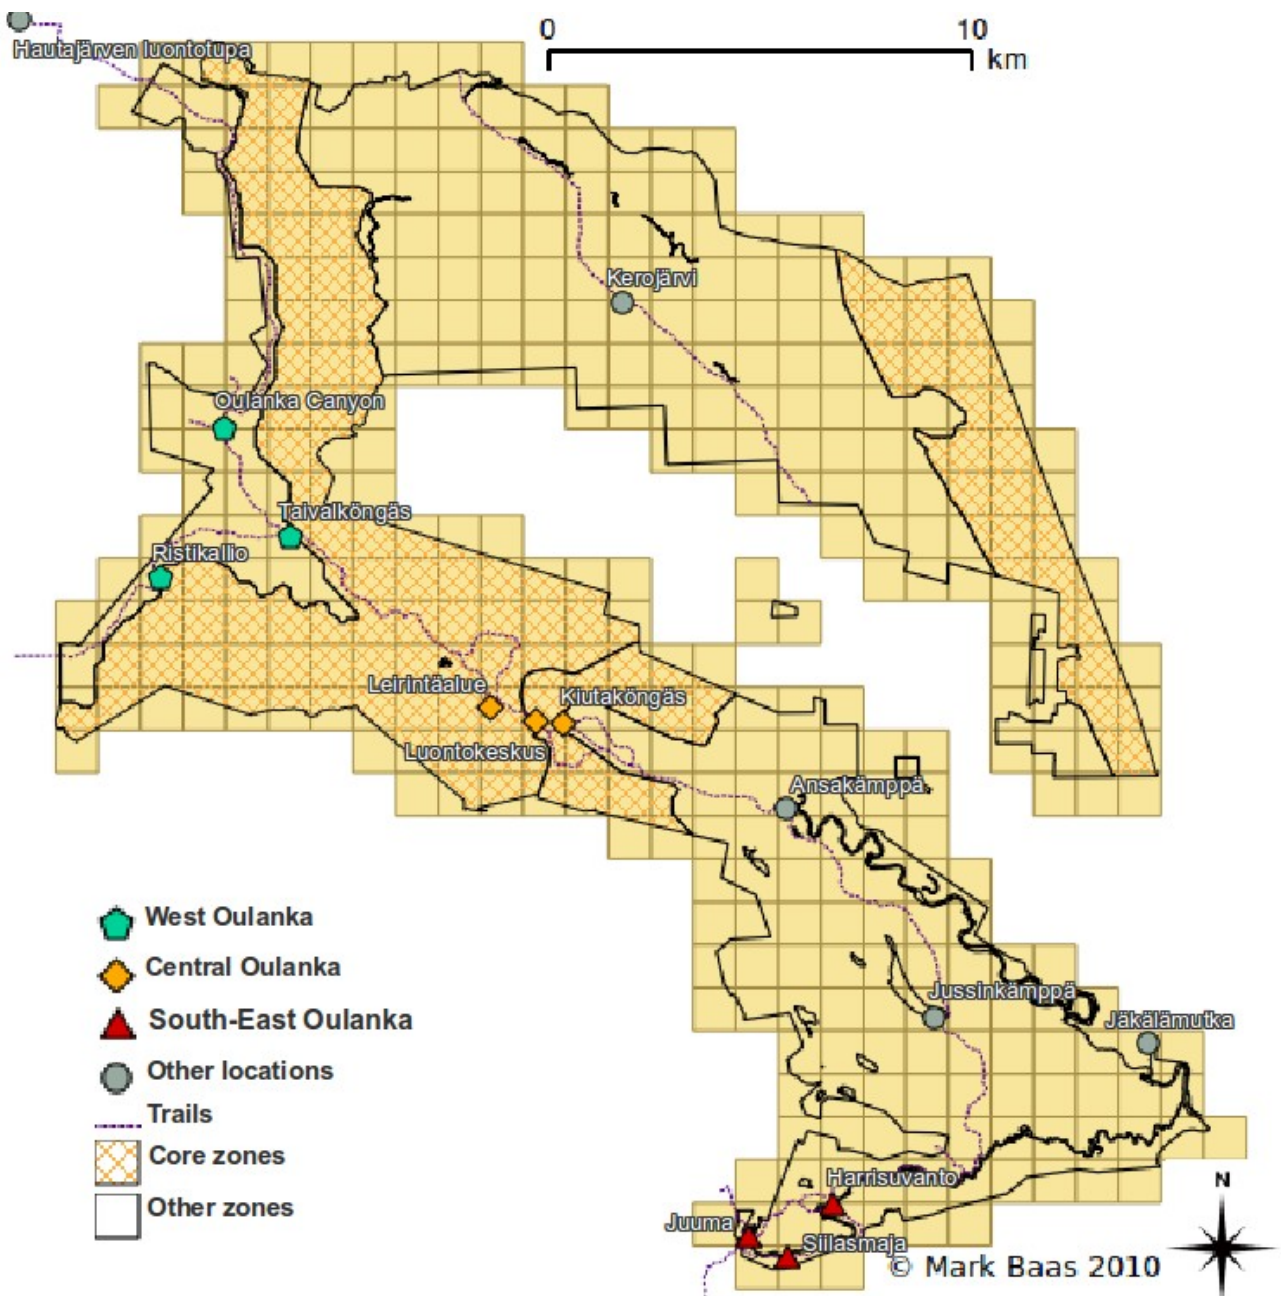 0 10
km
Hautajärven luontotupa
Kerojärvi
Oulanka Canyon
Taivalköngäs
Ristikallio
Leirintäalue
Kiutaköngäs
Luontokeskus
Ansakämppä
West Oulanka
Central Oulanka
South-East Oulanka
Other locations
Trails
Core zones
Other zones
Jussinkämppä
Jäkälämutka
Harrisuvanto
Juuma
Siilasmaja
N
© Mark Baas 2010